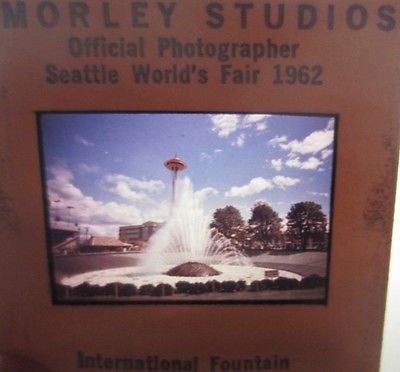 MORLEY STUDIOS
Official Photographer
Seattle World's Fair 1962
International Fountain